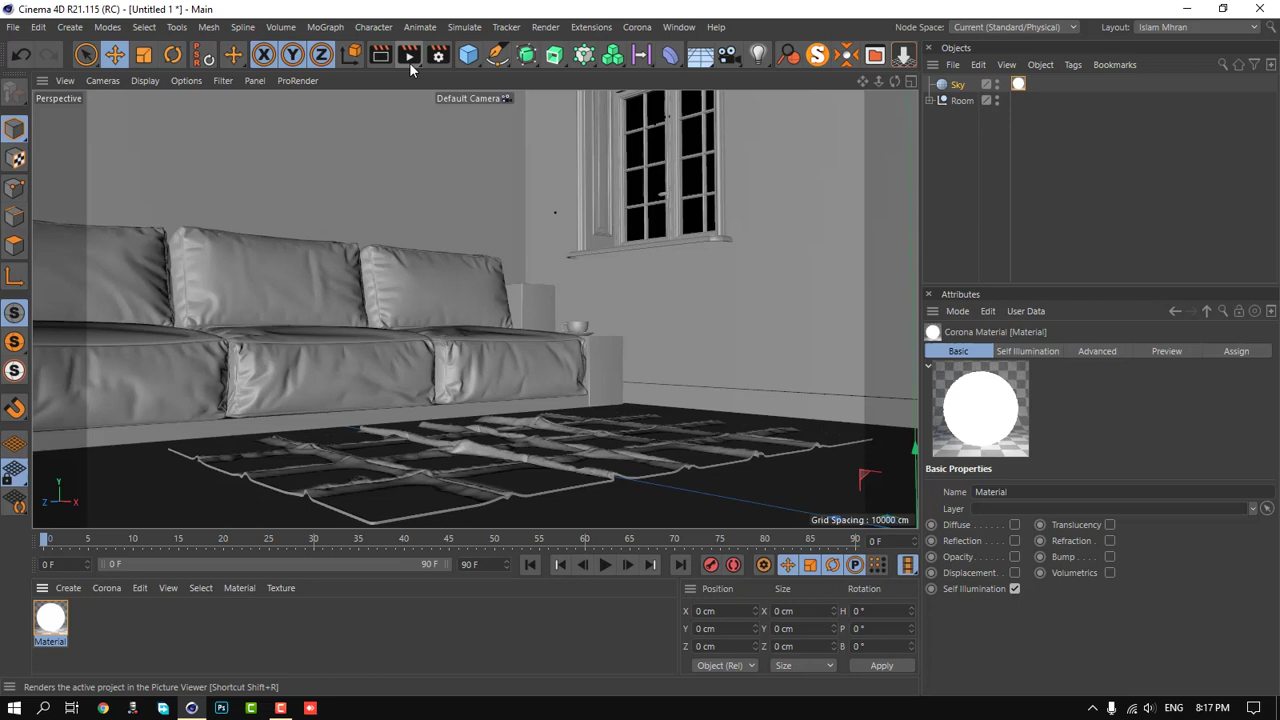 Cinema 4D R21.115 (RC) - [Untitled 1 *] - Main
File Edit Create Modes Select Tools Mesh Spline Volume MoGraph Character Animate Simulate Tracker Render Extensions Corona Window Help Node Space: Current (Standard/Physical) Layout: Islam Mhran
Objects
View Cameras Display Options Filter Panel ProRender
File Edit View Object Tags Bookmarks
Perspective
Default Camera
Sky
Room
Attributes
Mode Edit User Data
Corona Material [Material]
Basic Self Illumination Advanced Preview Assign
Basic Properties
Name Material
Layer
Diffuse Translucency
Reflection Refraction
Opacity Bump
Displacement Volumetrics
Self Illumination
Y
Z X
Grid Spacing : 10000 cm
0 5 10 15 20 25 30 35 40 45 50 55 60 65 70 75 80 85 90 0 F
0 F 0 F 90 F 90 F
Create Corona Edit View Select Material Texture
Material
Position Size Rotation
X 0 cm X 0 cm H 0 °
Y 0 cm Y 0 cm P 0 °
Z 0 cm Z 0 cm B 0 °
Object (Rel) Size Apply
Renders the active project in the Picture Viewer [Shortcut Shift+R]
ENG 8:17 PM